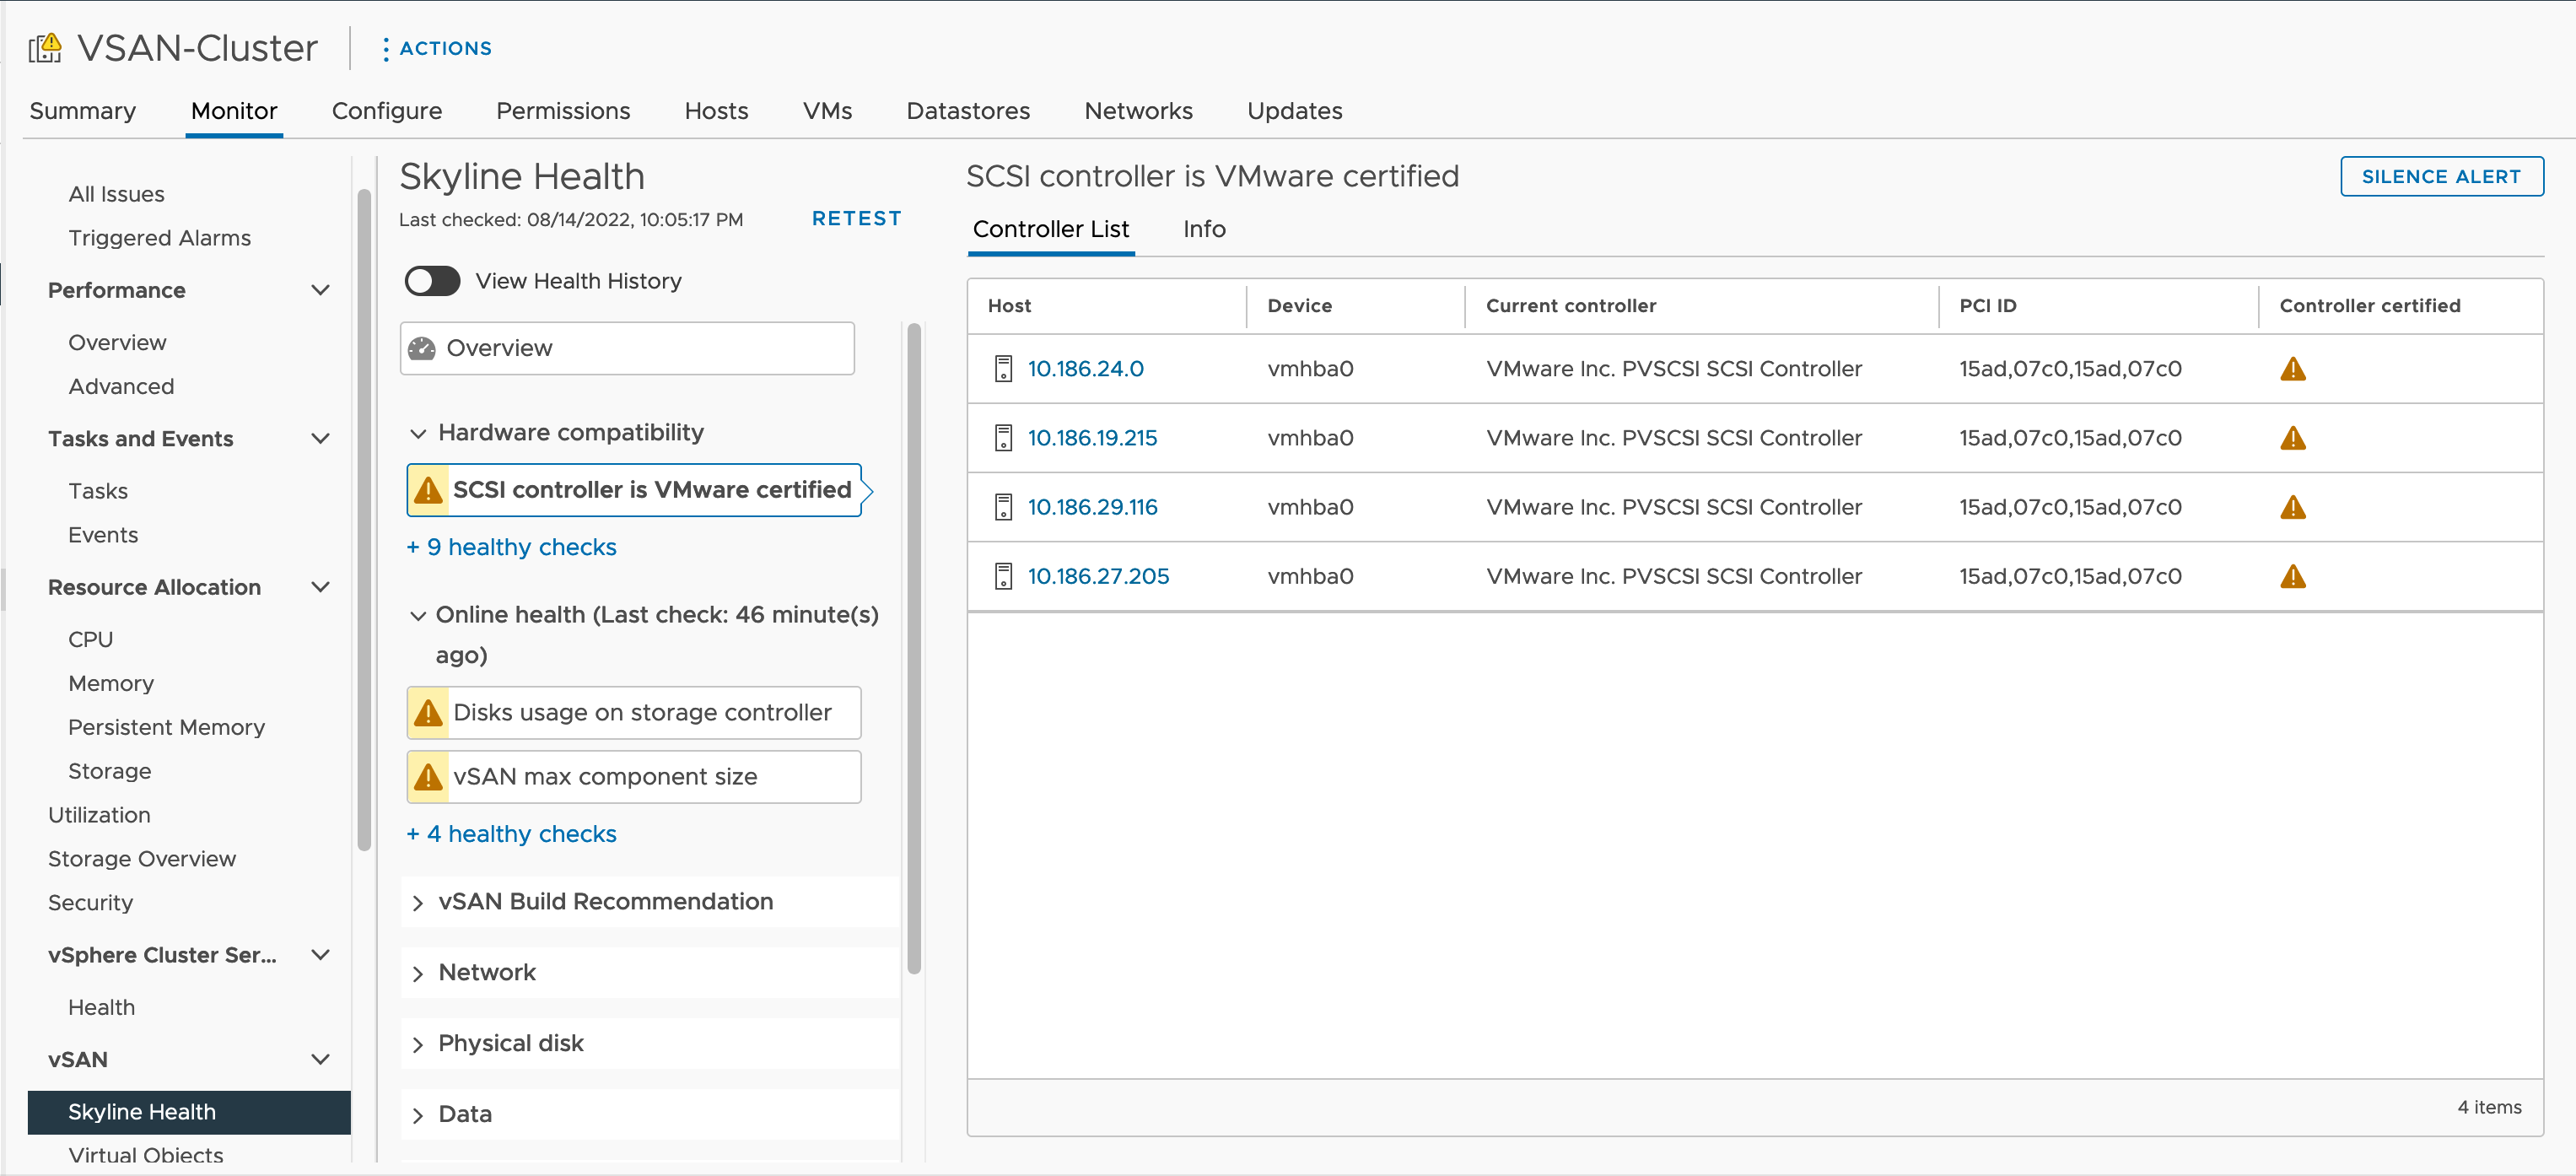 VSAN-Cluster
ACTIONS
Summary Monitor Configure Permissions Hosts VMs Datastores Networks Updates
All Issues
Triggered Alarms
Performance
Overview
Advanced
Tasks and Events
Tasks
Events
Resource Allocation
CPU
Memory
Persistent Memory
Storage
Utilization
Storage Overview
Security
vSphere Cluster Ser...
Health
vSAN
Skyline Health
Virtual Objects
Skyline Health
Last checked: 08/14/2022, 10:05:17 PM RETEST
View Health History
Overview
Hardware compatibility
SCSI controller is VMware certified
+ 9 healthy checks
Online health (Last check: 46 minute(s)
ago)
Disks usage on storage controller
vSAN max component size
+ 4 healthy checks
vSAN Build Recommendation
Network
Physical disk
Data
SCSI controller is VMware certified
SILENCE ALERT
Controller List Info
Host Device Current controller PCI ID Controller certified
10.186.24.0 vmhba0 VMware Inc. PVSCSI SCSI Controller 15ad,07c0,15ad,07c0
10.186.19.215 vmhba0 VMware Inc. PVSCSI SCSI Controller 15ad,07c0,15ad,07c0
10.186.29.116 vmhba0 VMware Inc. PVSCSI SCSI Controller 15ad,07c0,15ad,07c0
10.186.27.205 vmhba0 VMware Inc. PVSCSI SCSI Controller 15ad,07c0,15ad,07c0
4 items